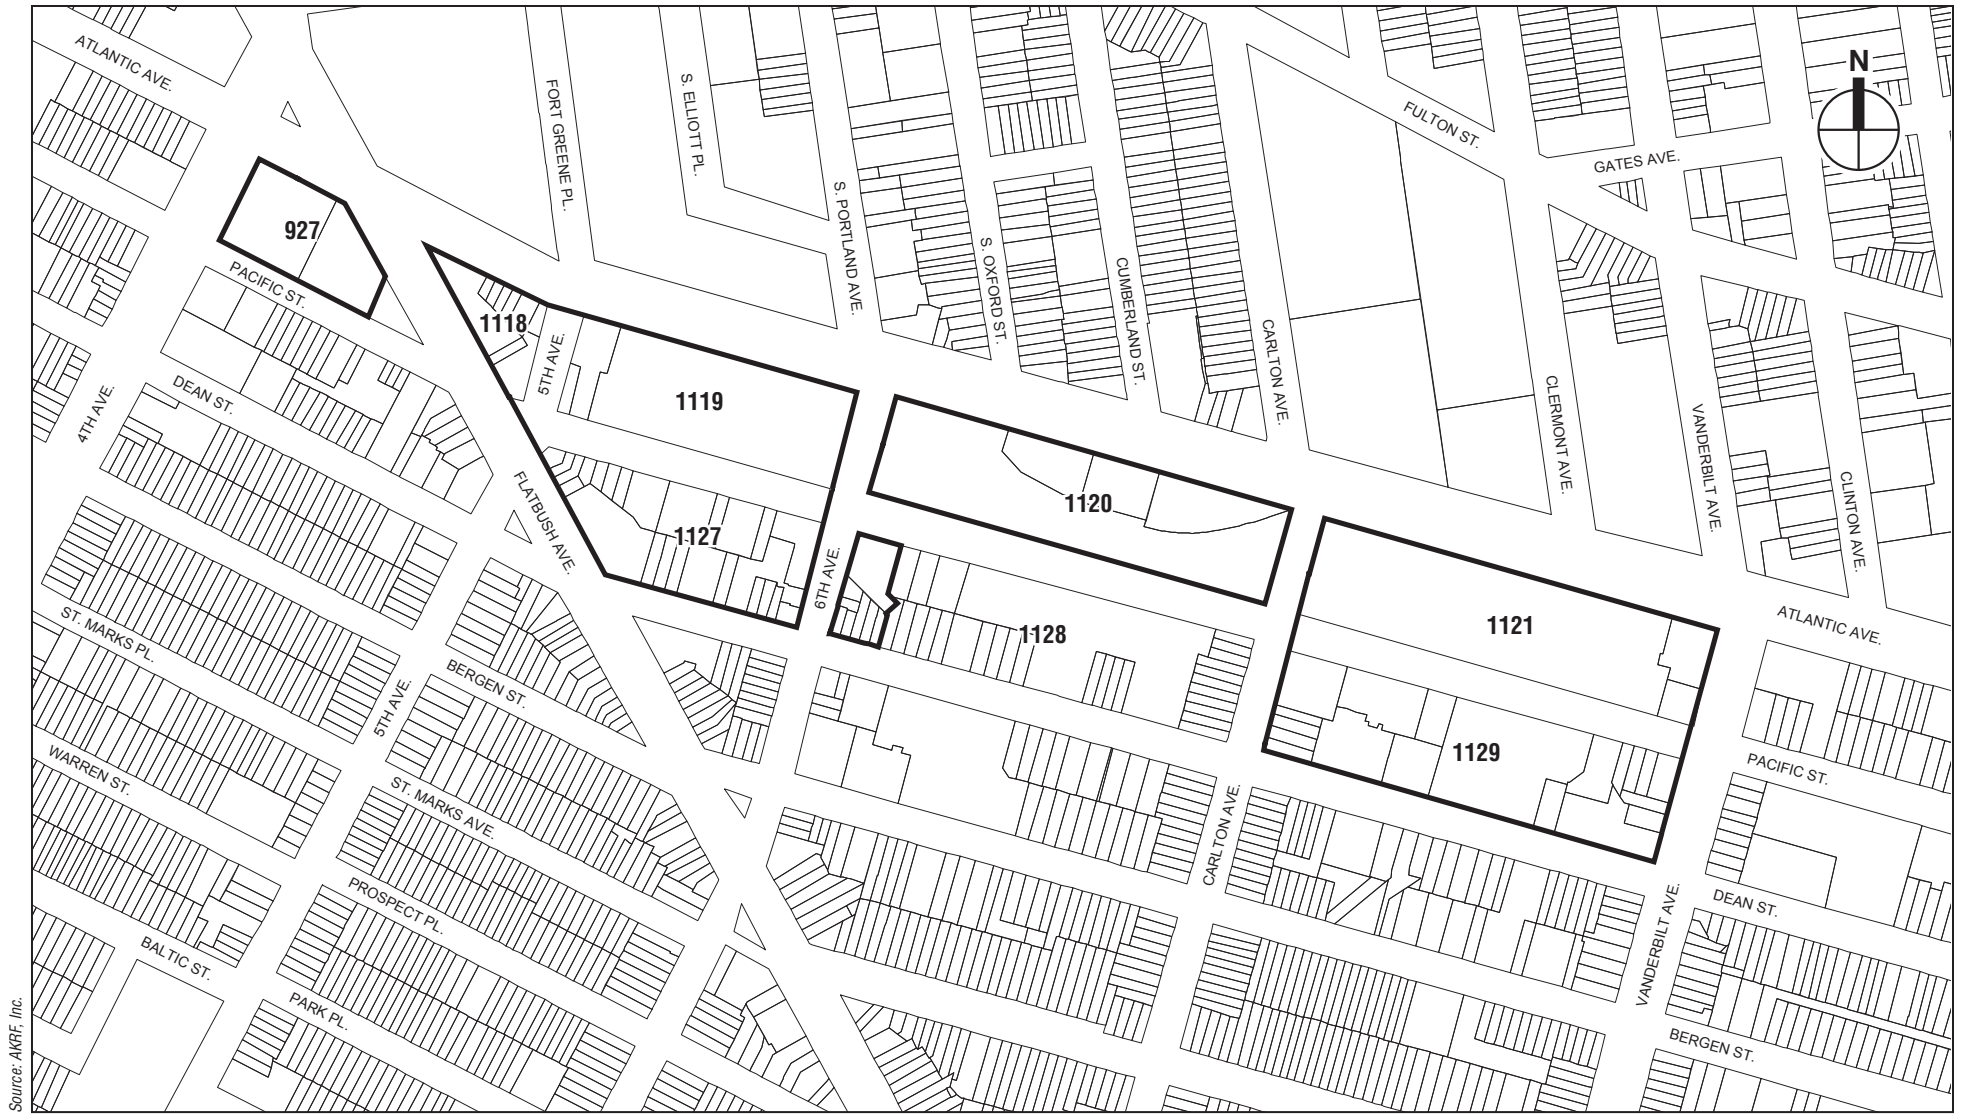 ATLANTIC AVE.
N
FORT GREENE PL.
S. ELLIOTT PL.
FULTON ST.
GATES AVE.
S. PORTLAND AVE.
927
PACIFIC ST.
S. OXFORD ST.
CUMBERLAND ST.
1118
5TH AVE.
CARLTON AVE.
CLERMONT AVE.
VANDERBILT AVE.
CLINTON AVE.
DEAN ST.
4TH AVE.
1119
FLATBUSH AVE.
1120
1127
6TH AVE.
1128
1121
ATLANTIC AVE.
ST. MARKS PL.
BERGEN ST.
5TH AVE.
1129
PACIFIC ST.
WARREN ST.
ST. MARKS AVE.
CARLTON AVE.
PROSPECT PL.
VANDERBILT AVE.
DEAN ST.
BALTIC ST.
PARK PL.
BERGEN ST.
Source: AKRF, Inc.